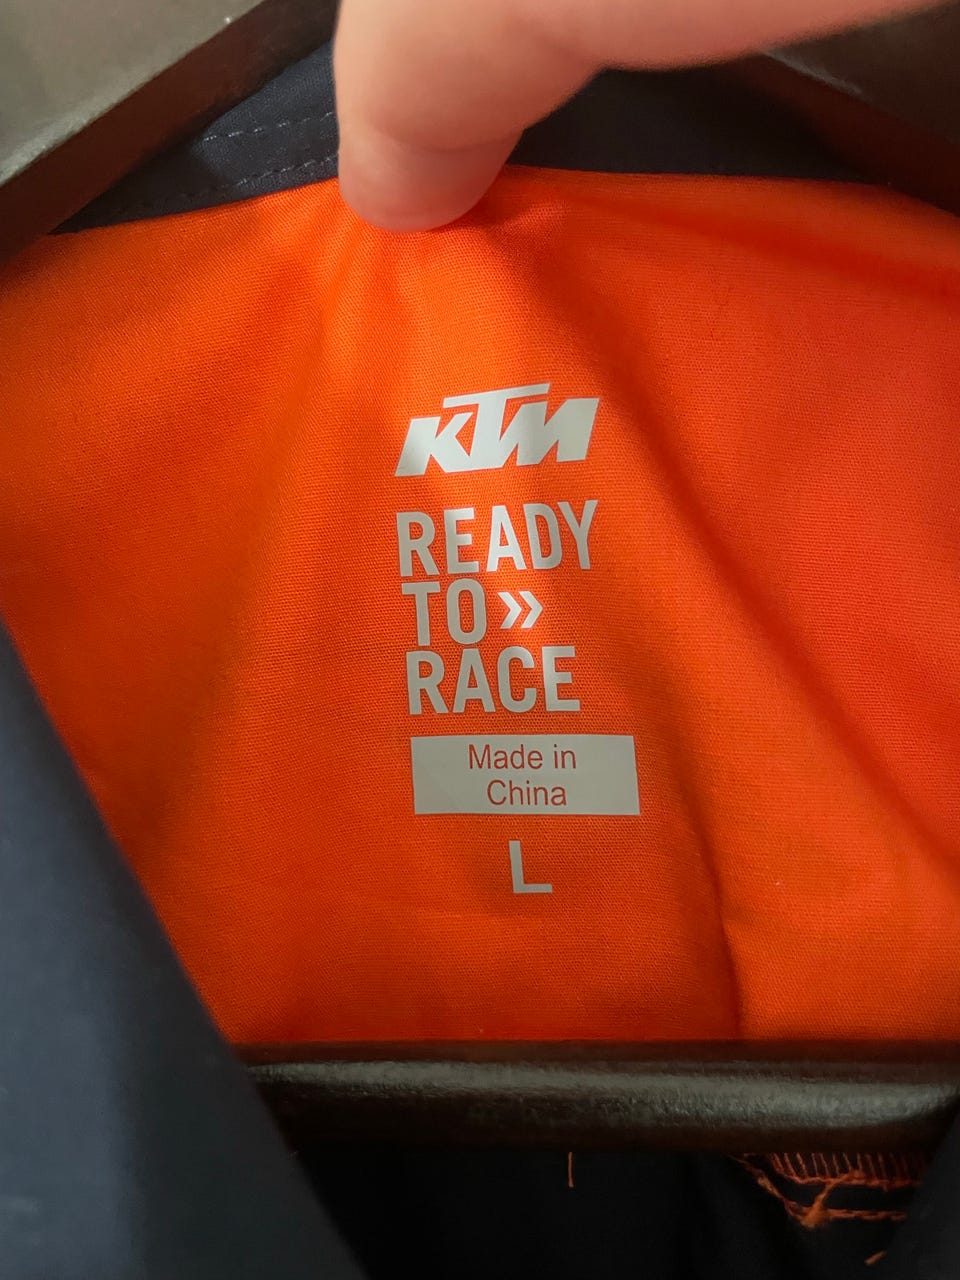 KTM
READY
TO »
RACE
Made in
China
L